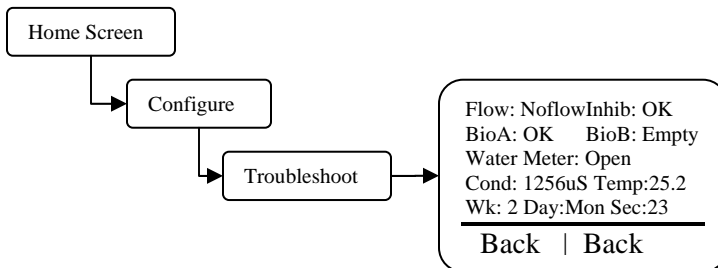 Home Screen
Configure
Troubleshoot
Flow: NoflowInhib: OK
BioA: OK BioB: Empty
Water Meter: Open
Cond: 1256uS Temp:25.2
Wk: 2 Day:Mon Sec:23
Back | Back